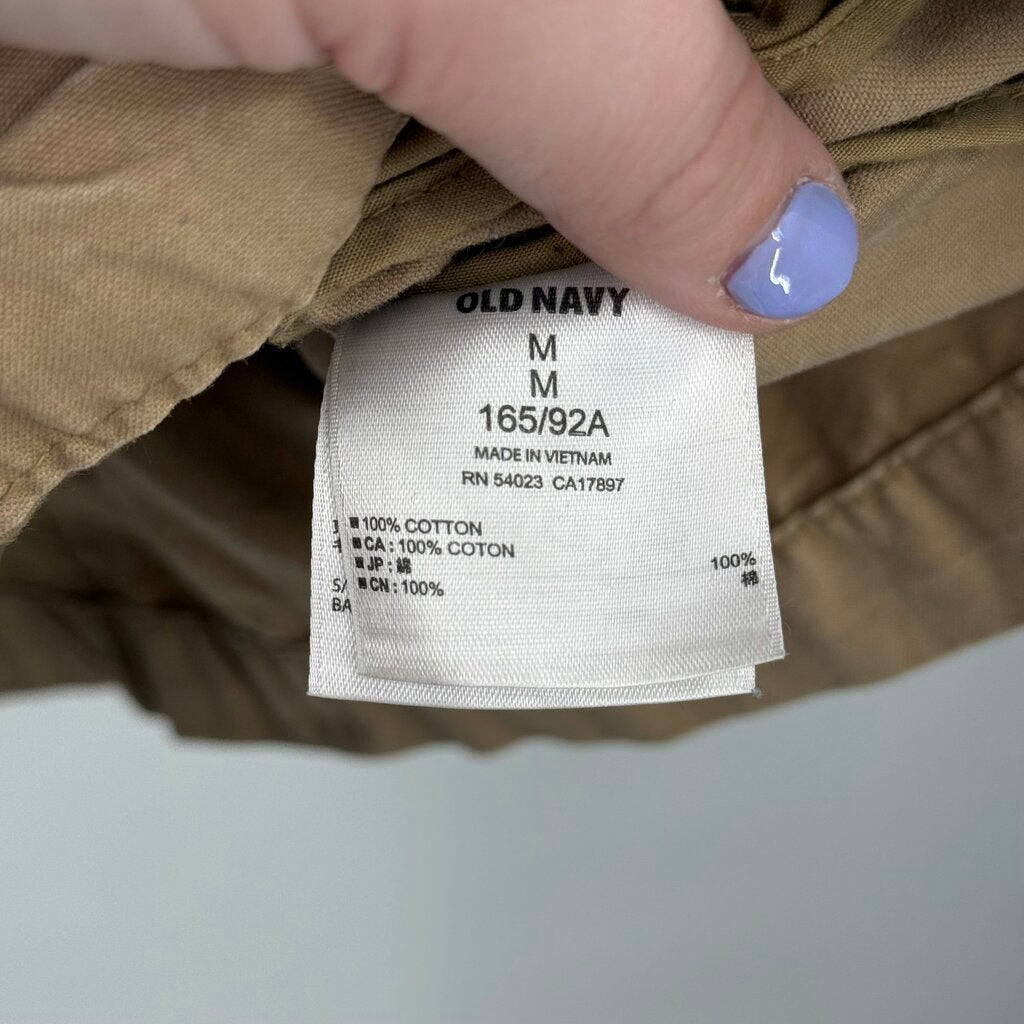 OLD NAVY
M
M
165/92A
MADE IN VIETNAM
RN 54023 CA17897
■ 100% COTTON
■ CA : 100% COTON
■ JP : 綿
■ CN : 100%
100%
棉
S/
BA